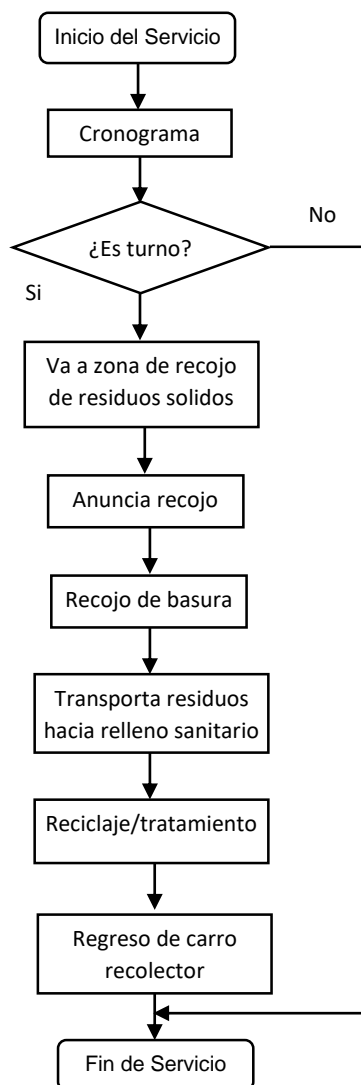 Inicio del Servicio
Cronograma
¿Es turno?
No
Si
Va a zona de recojo
de residuos solidos
Anuncia recojo
Recojo de basura
Transporta residuos
hacia relleno sanitario
Reciclaje/tratamiento
Regreso de carro
recolector
Fin de Servicio